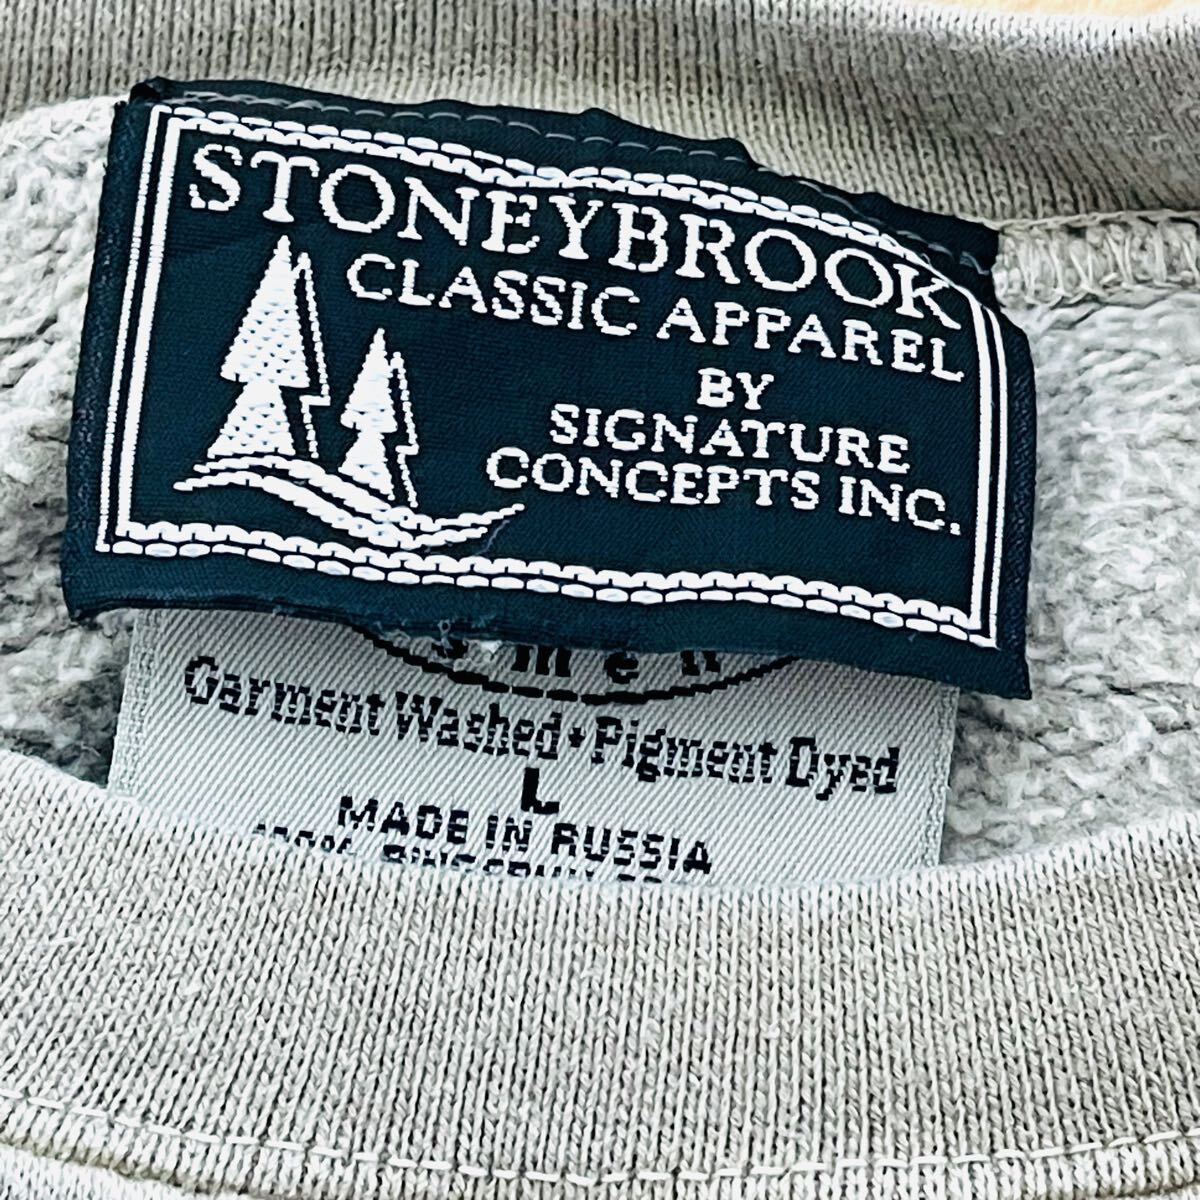 STONEYBROOK
CLASSIC APPAREL
BY
SIGNATURE
CONCEPTS INC.
Garment Washed • Pigment Dyed
L
MADE IN RUSSIA